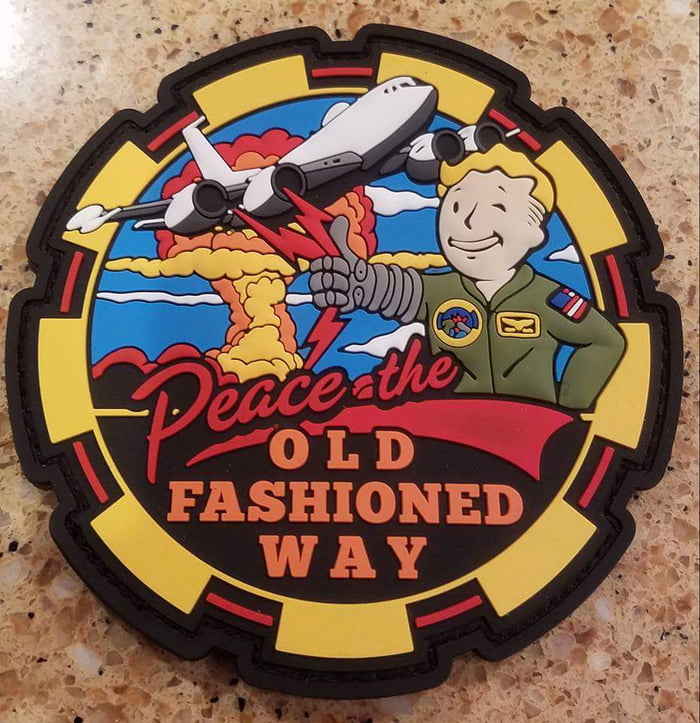 Peace the
OLD
FASHIONED
WAY